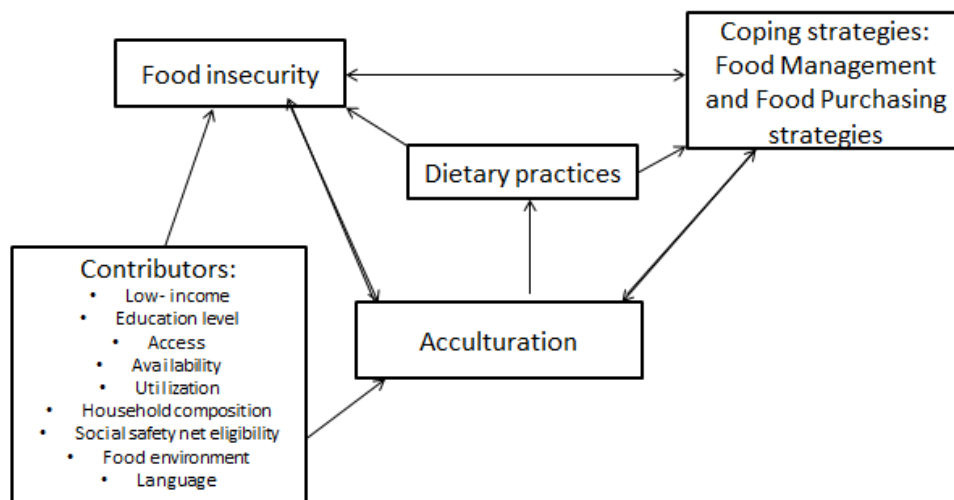 Food insecurity
Coping strategies:
Food Management
and Food Purchasing
strategies
Dietary practices
Contributors:
• Low- income
• Education level
• Access
• Availability
• Utilization
• Household composition
• Social safety net eligibility
• Food environment
• Language
Acculturation